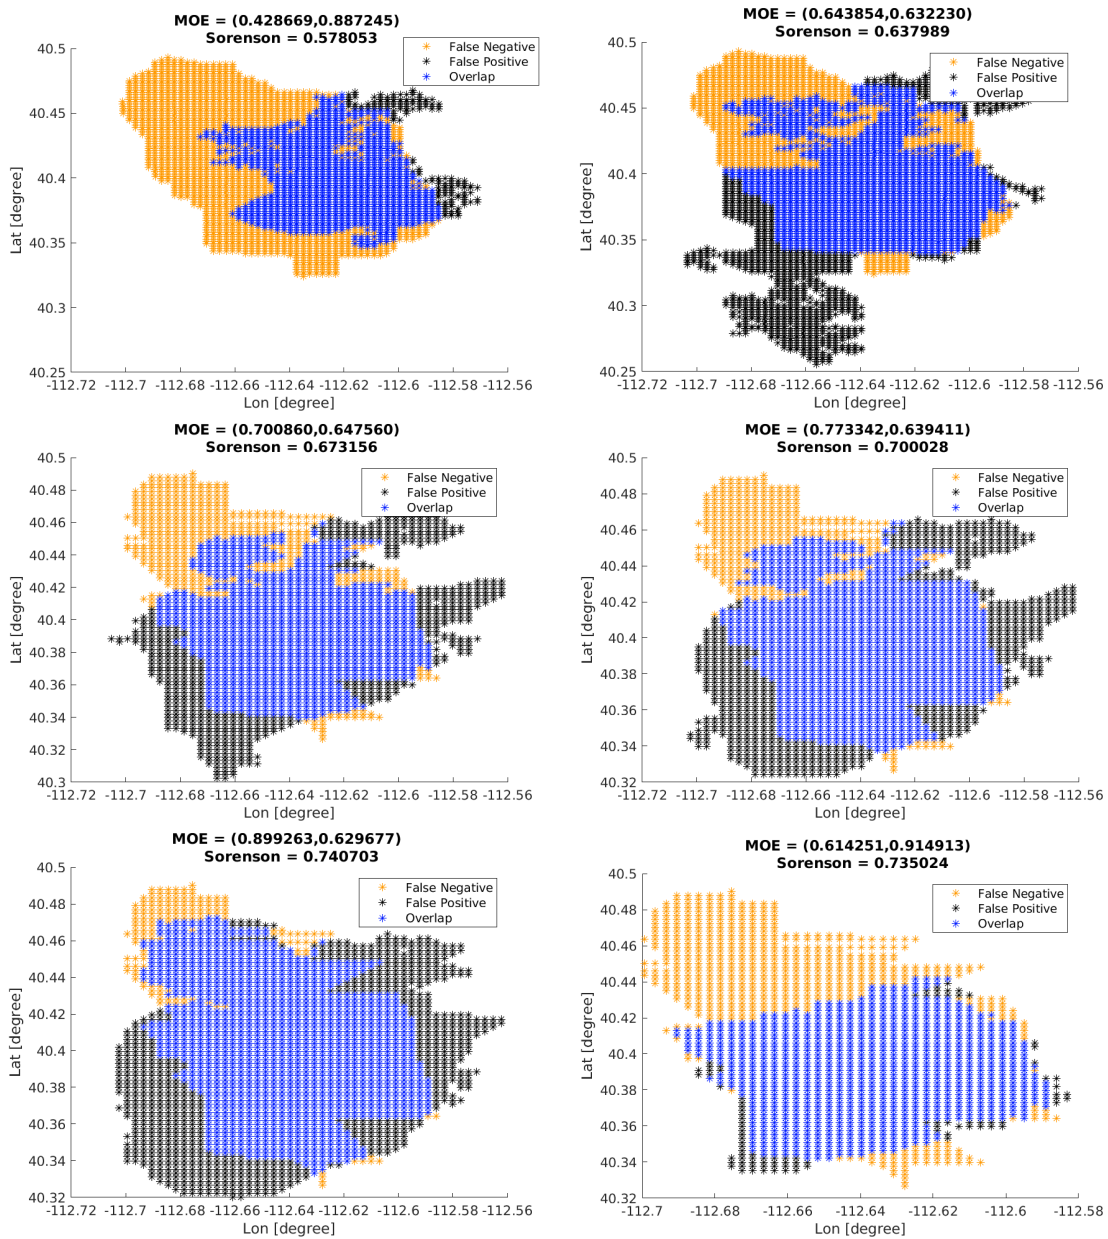 MOE = (0.428669,0.887245)
Sorenson = 0.578053
False Negative
False Positive
Overlap
40.5
40.45
40.4
40.35
40.3
40.25
Lat [degree]
-112.72 -112.7 -112.68 -112.66 -112.64 -112.62 -112.6 -112.58 -112.56
Lon [degree]
MOE = (0.643854,0.632230)
Sorenson = 0.637989
False Negative
False Positive
Overlap
40.5
40.45
40.4
40.35
40.3
40.25
Lat [degree]
-112.72 -112.7 -112.68 -112.66 -112.64 -112.62 -112.6 -112.58 -112.56
Lon [degree]
MOE = (0.700860,0.647560)
Sorenson = 0.673156
False Negative
False Positive
Overlap
40.5
40.48
40.46
40.44
40.42
40.4
40.38
40.36
40.34
40.32
40.3
Lat [degree]
-112.72 -112.7 -112.68 -112.66 -112.64 -112.62 -112.6 -112.58 -112.56
Lon [degree]
MOE = (0.773342,0.639411)
Sorenson = 0.700028
False Negative
False Positive
Overlap
40.5
40.48
40.46
40.44
40.42
40.4
40.38
40.36
40.34
40.32
Lat [degree]
-112.72 -112.7 -112.68 -112.66 -112.64 -112.62 -112.6 -112.58 -112.56
Lon [degree]
MOE = (0.899263,0.629677)
Sorenson = 0.740703
False Negative
False Positive
Overlap
40.5
40.48
40.46
40.44
40.42
40.4
40.38
40.36
40.34
40.32
Lat [degree]
-112.72 -112.7 -112.68 -112.66 -112.64 -112.62 -112.6 -112.58 -112.56
Lon [degree]
MOE = (0.614251,0.914913)
Sorenson = 0.735024
False Negative
False Positive
Overlap
40.5
40.48
40.46
40.44
40.42
40.4
40.38
40.36
40.34
40.32
Lat [degree]
-112.7 -112.68 -112.66 -112.64 -112.62 -112.6 -112.58
Lon [degree]